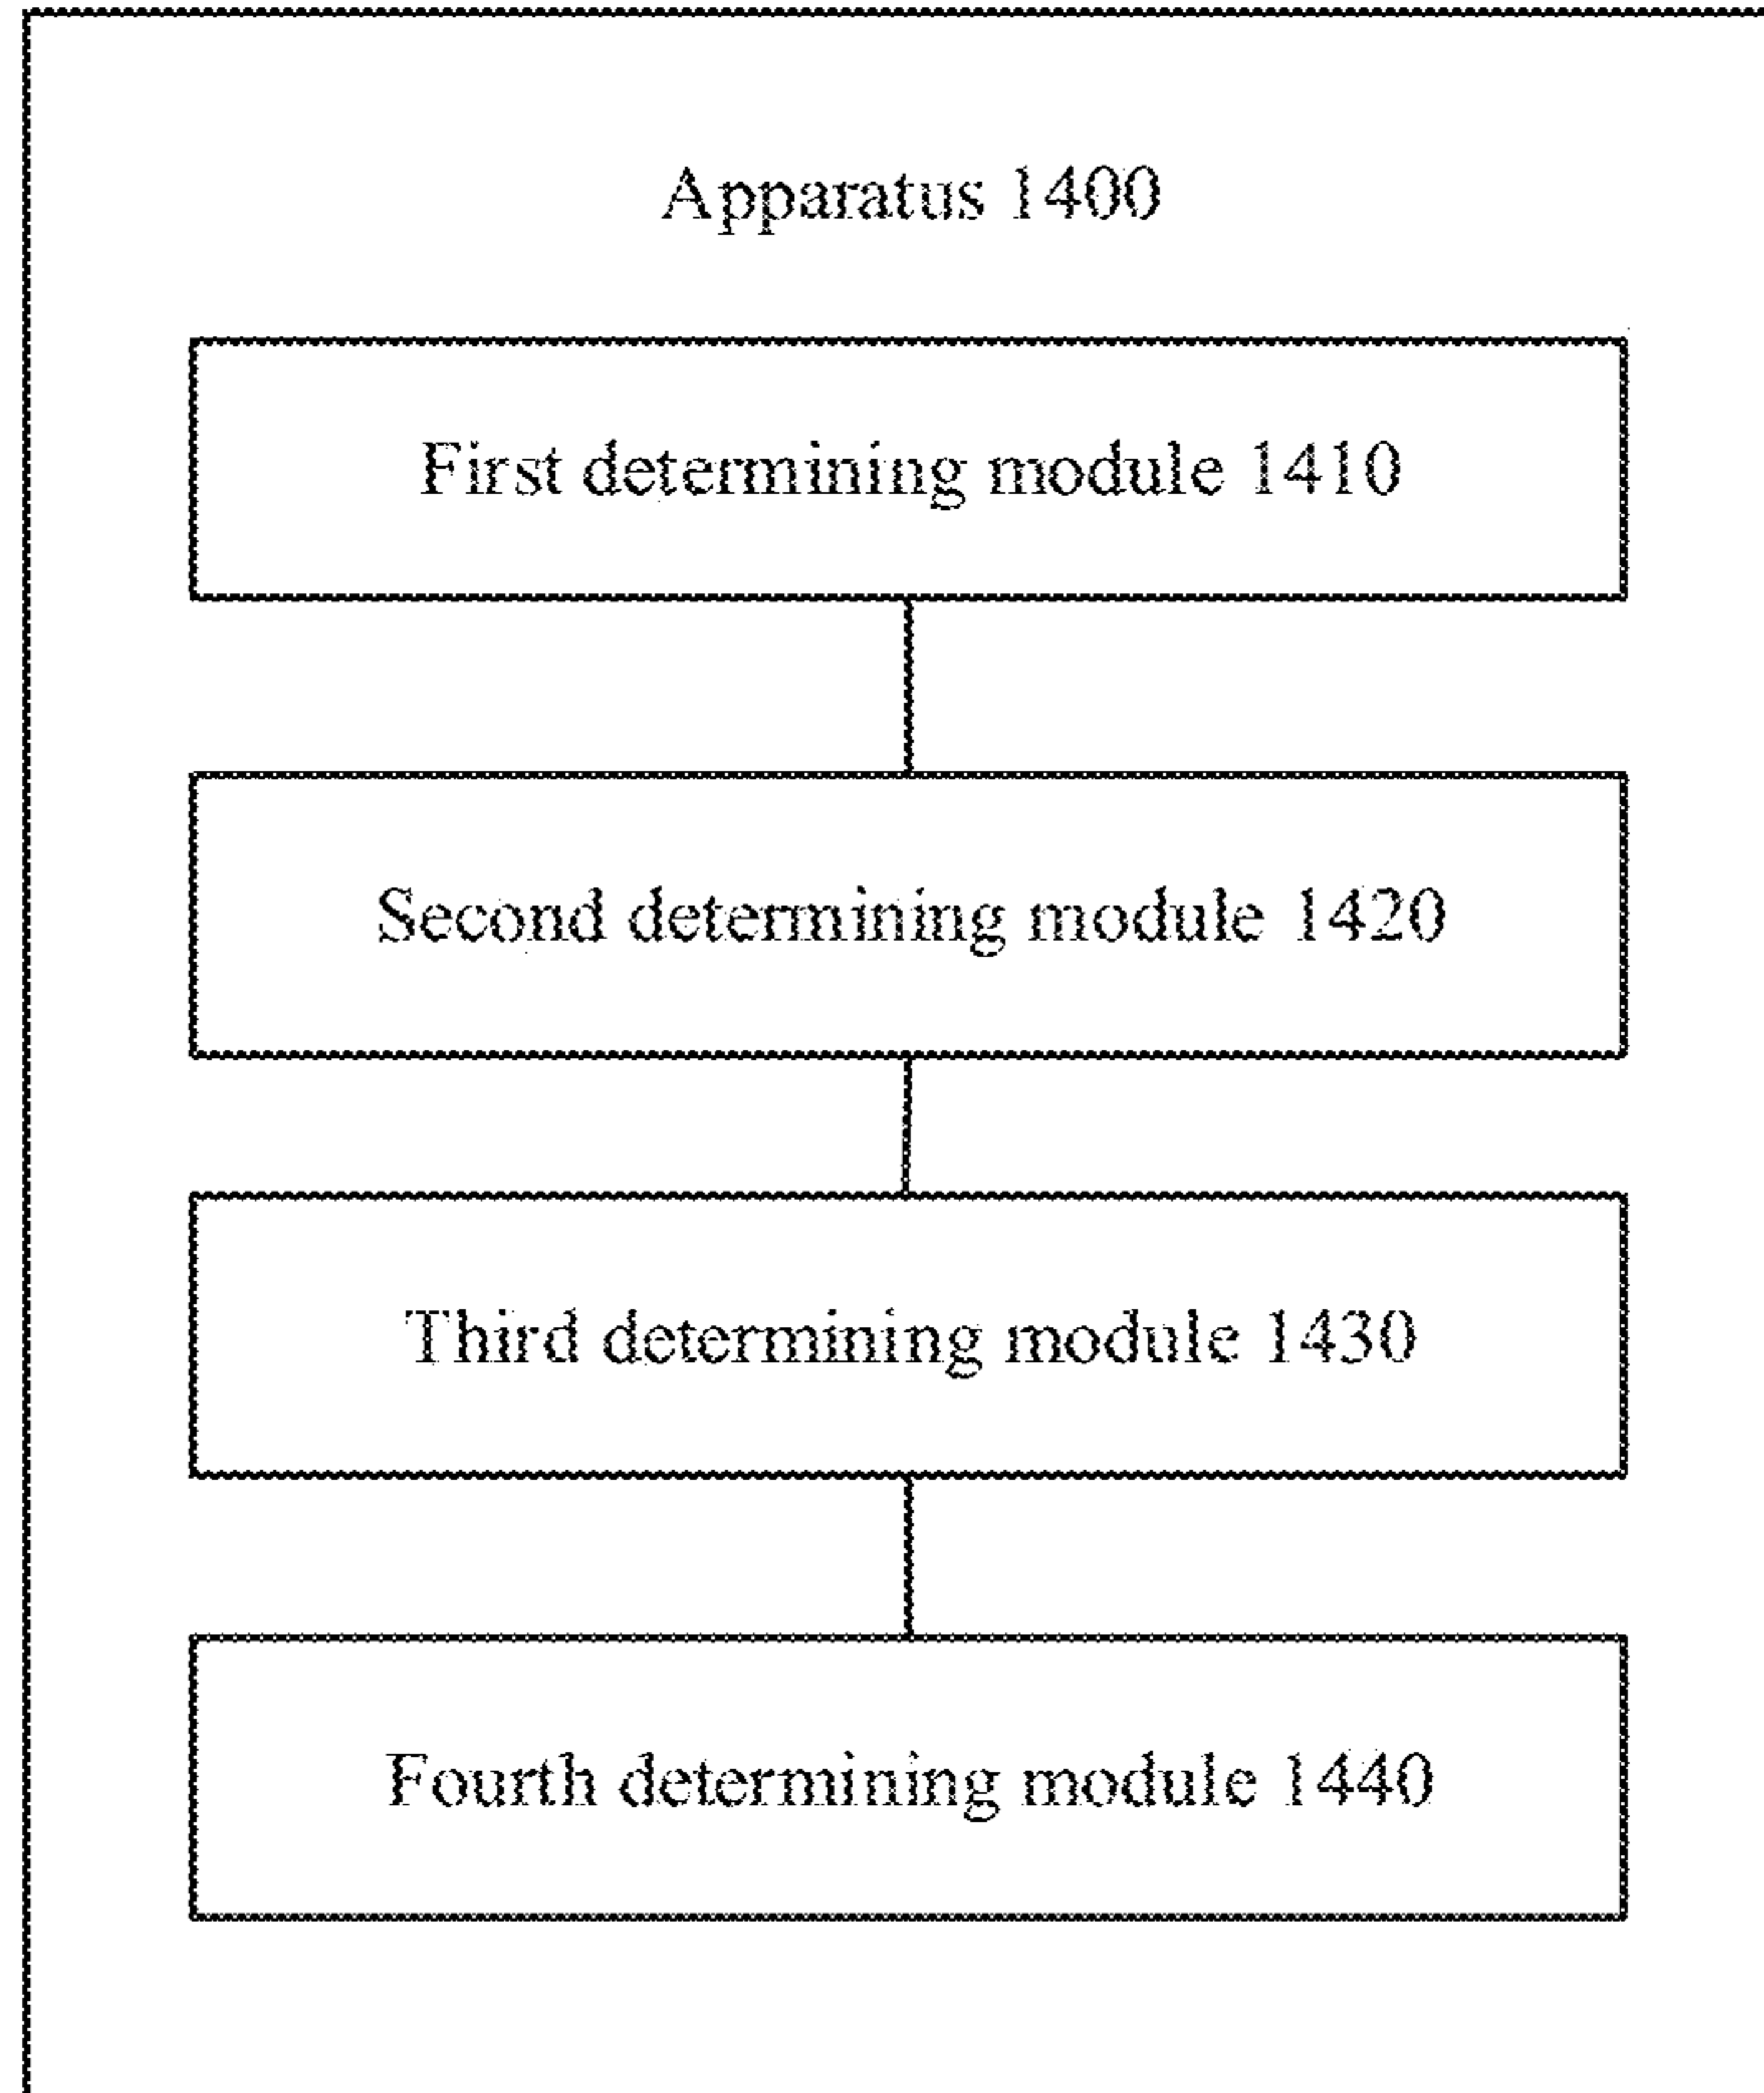 Apparatus 1400
First determining module 1410
Second determining module 1420
Third determining module 1430
Fourth determining module 1440